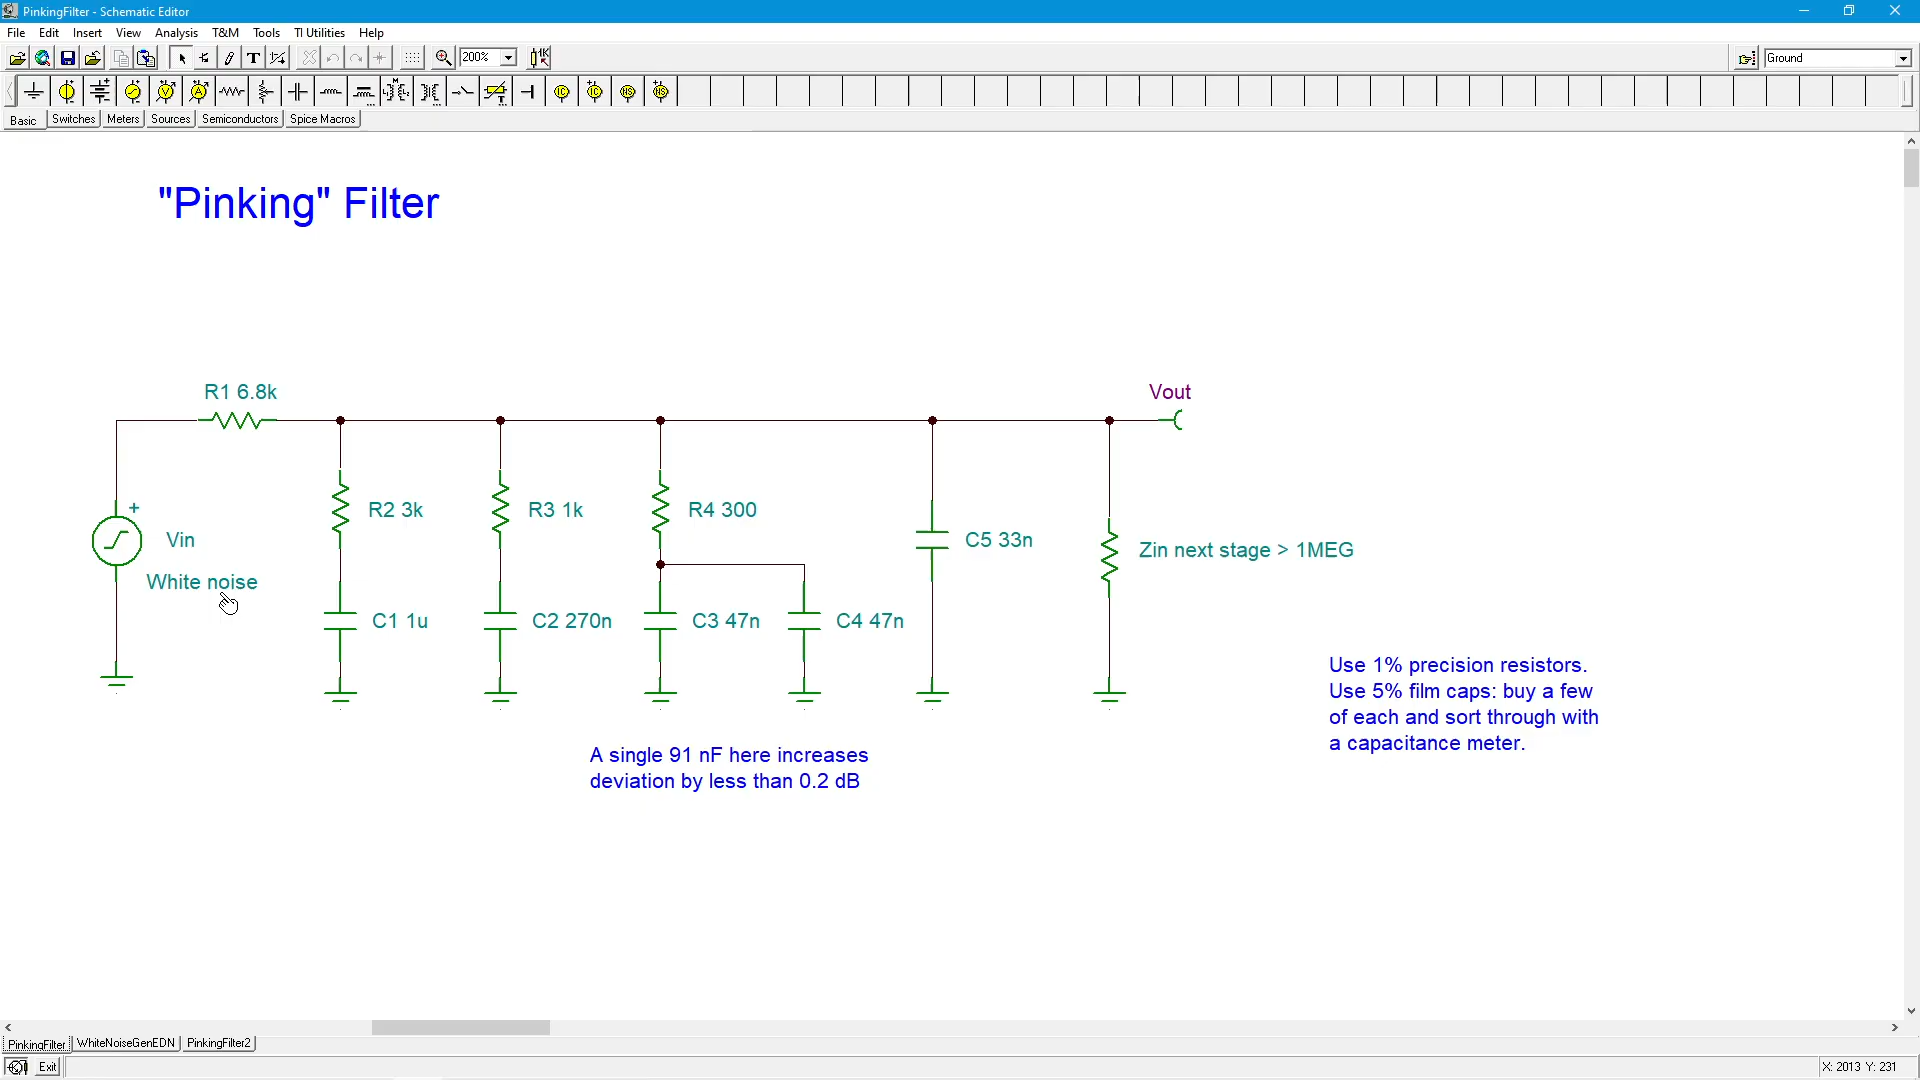 PinkingFilter - Schematic Editor
File Edit Insert View Analysis T&M Tools TI Utilities Help
200%
Ground
Basic Switches Meters Sources Semiconductors Spice Macros
"Pinking" Filter
R1 6.8k
Vout
+
Vin
White noise
R2 3k
R3 1k
R4 300
C5 33n
Zin next stage > 1MEG
C1 1u
C2 270n
C3 47n
C4 47n
Use 1% precision resistors.
Use 5% film caps: buy a few
of each and sort through with
a capacitance meter.
A single 91 nF here increases
deviation by less than 0.2 dB
PinkingFilter WhiteNoiseGenEDN PinkingFilter2
Exit
X: 2013 Y: 231